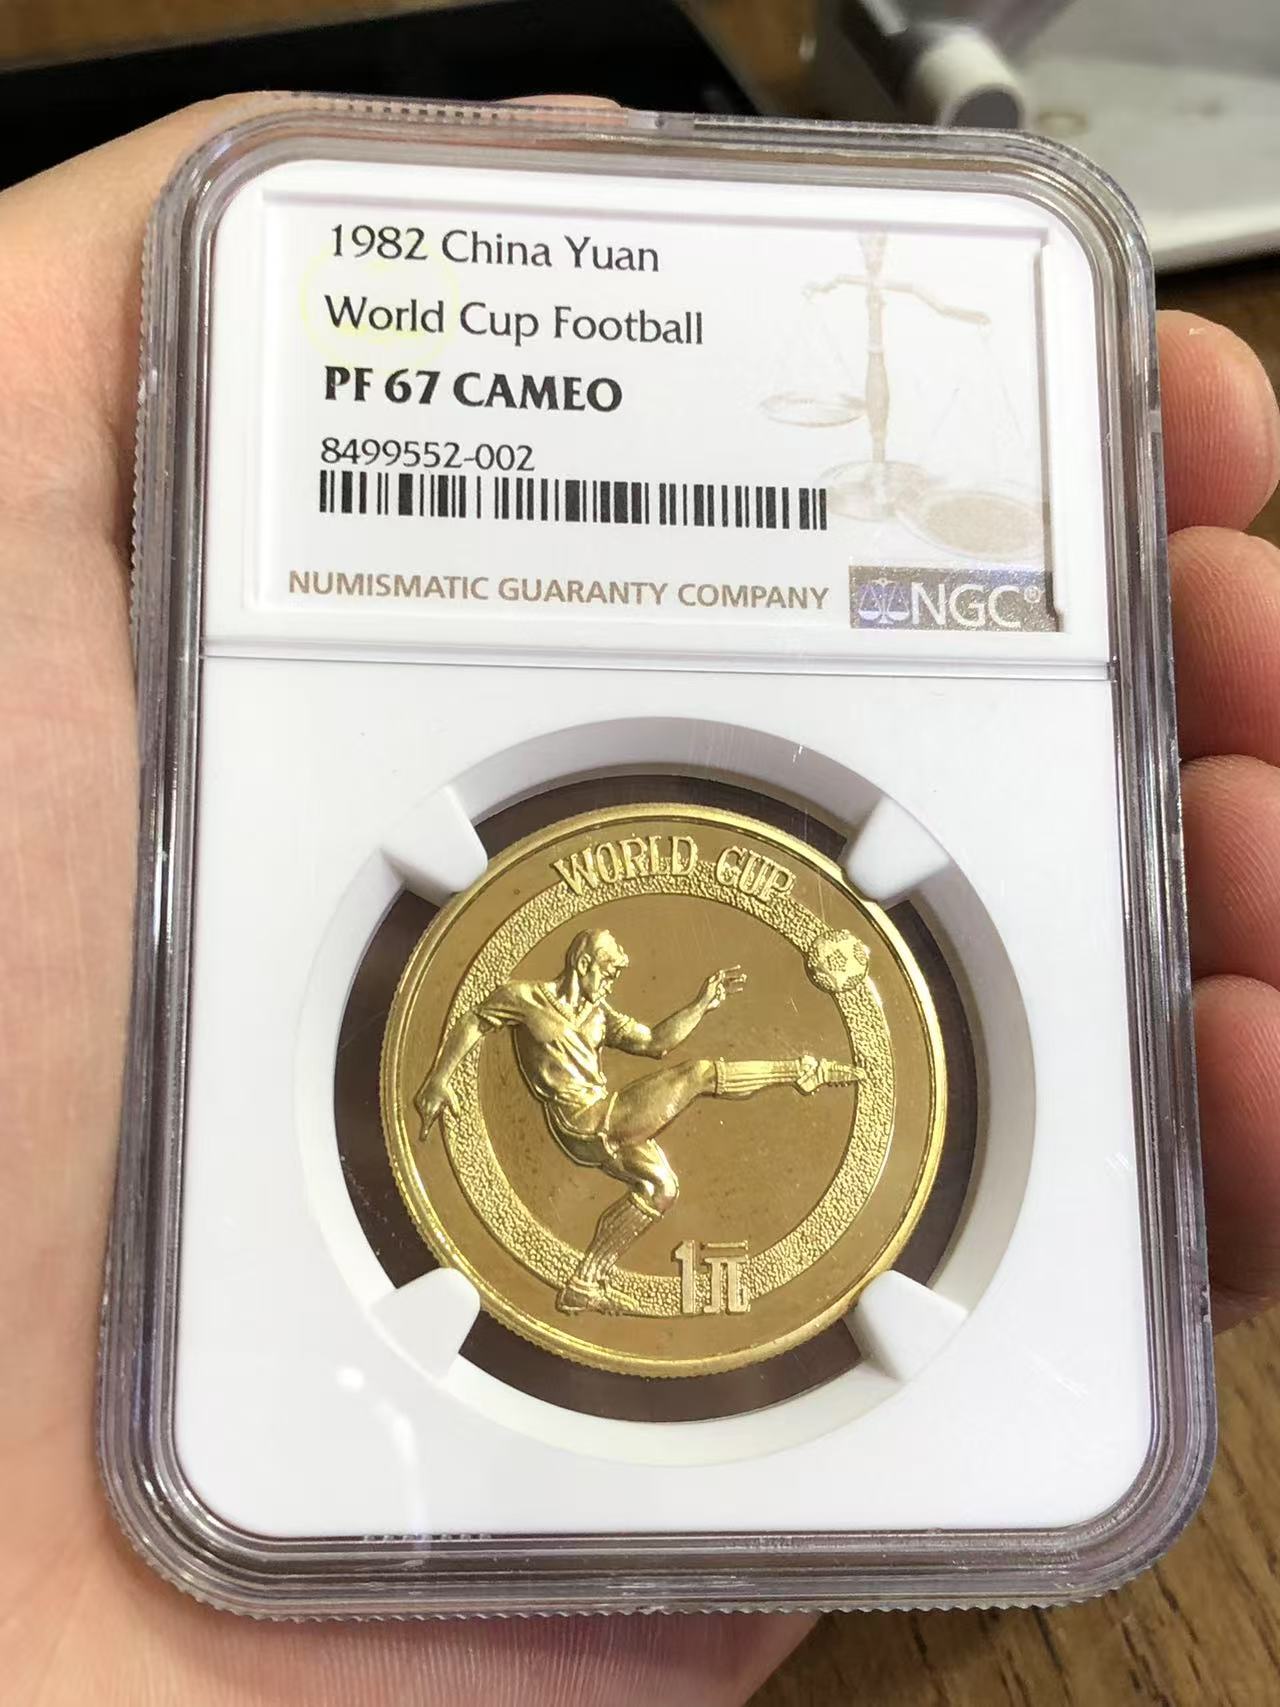 1982 China Yuan
World Cup Football
PF 67 CAMEO
8499552-002
NUMISMATIC GUARANTY COMPANY
NGC®
WORLD CUP
1元